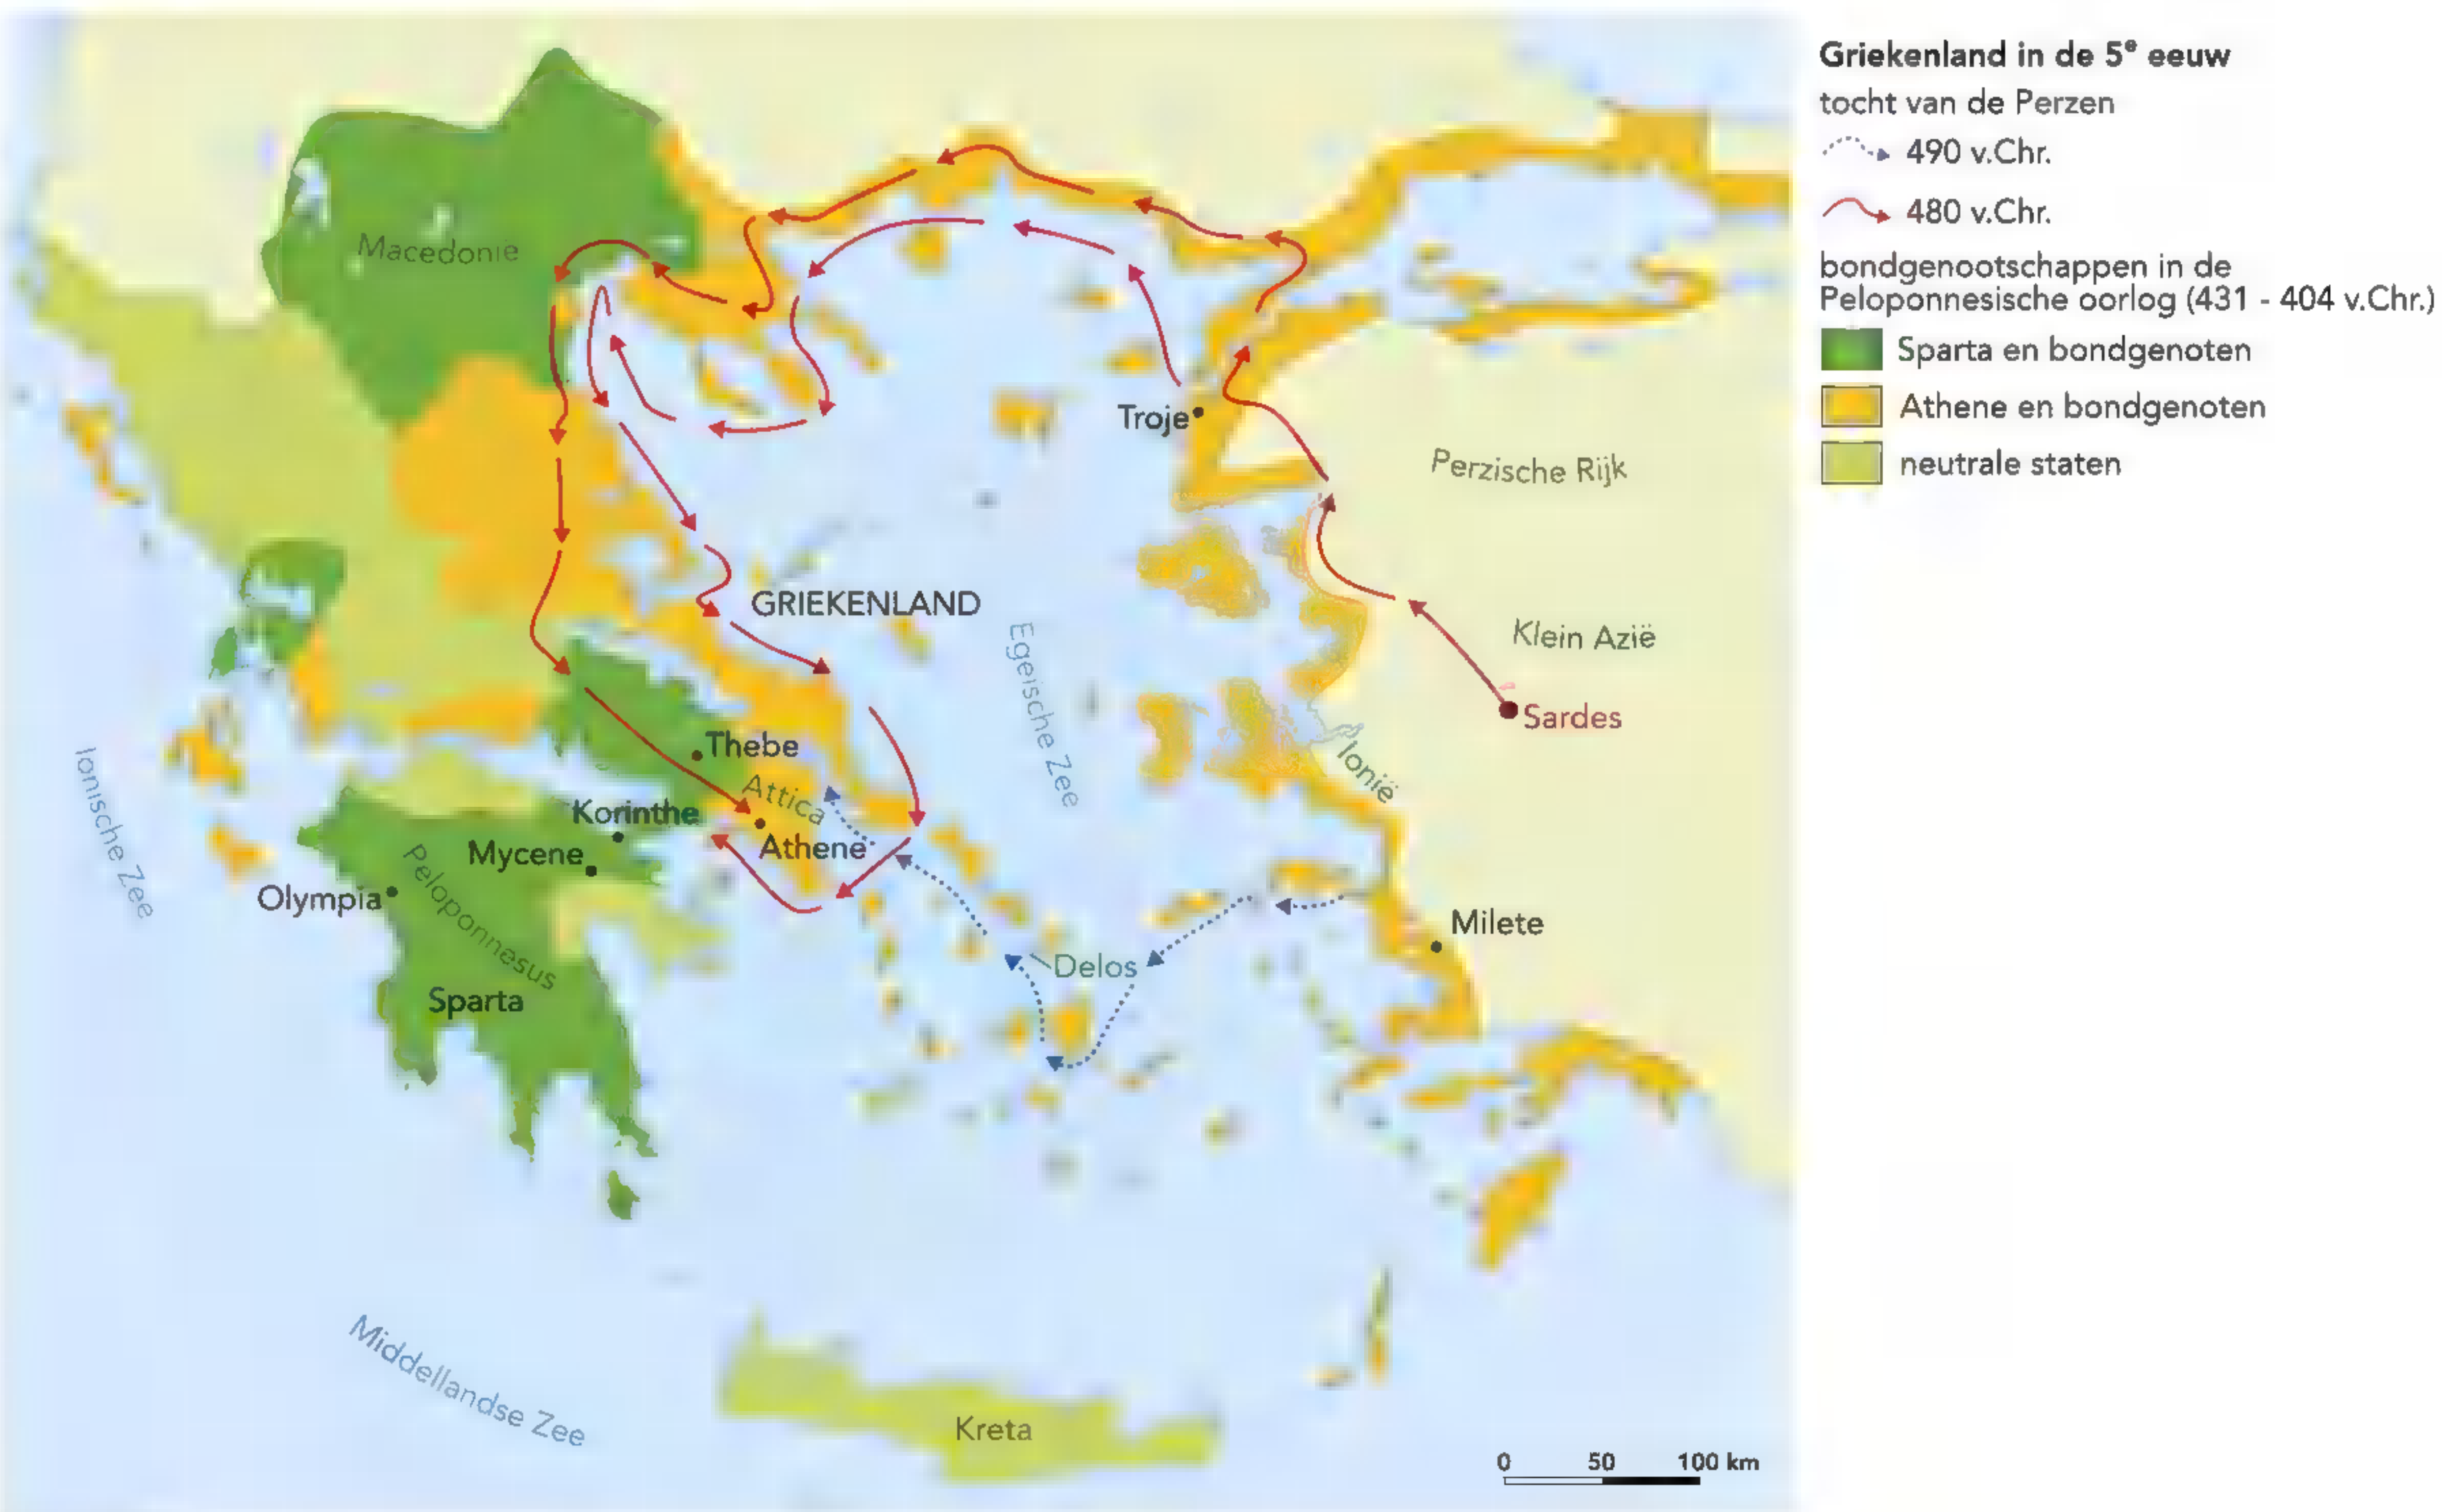 Griekenland in de 5e eeuw
tocht van de Perzen
490 v.Chr.
480 v.Chr.
bondgenootschappen in de
Peloponnesische oorlog (431 - 404 v.Chr.)
Sparta en bondgenoten
Athene en bondgenoten
neutrale staten
Macedonie
Troje
Perzische Rijk
GRIEKENLAND
Egeische Zee
Klein Azië
Sardes
Ionië
Ionische Zee
Thebe
Attica
Korinthe
Athene
Mycene
Olympia
Peloponnesus
Sparta
Milete
Delos
Middellandse Zee
Kreta
0 50 100 km